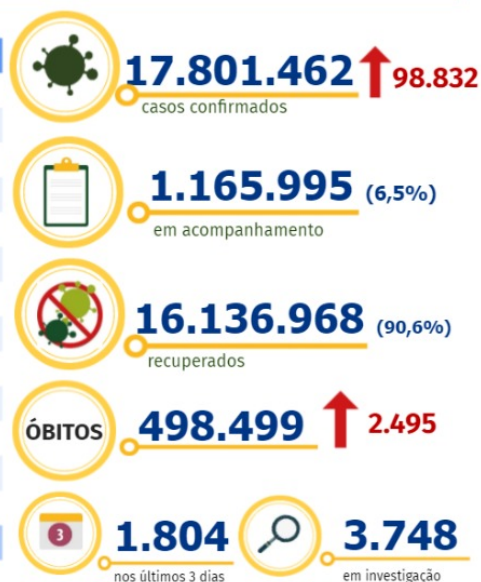 17.801.462 98.832
casos confirmados
1.165.995 (6,5%)
em acompanhamento
16.136.968 (90,6%)
recuperados
ÓBITOS 498.499 2.495
3 1.804 3.748
nos últimos 3 dias em investigação